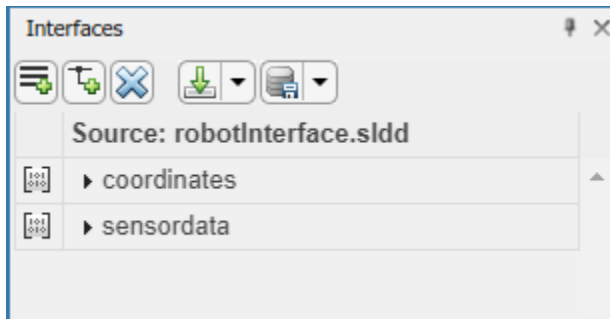 Interfaces
Source: robotInterface.sldd
coordinates
sensordata